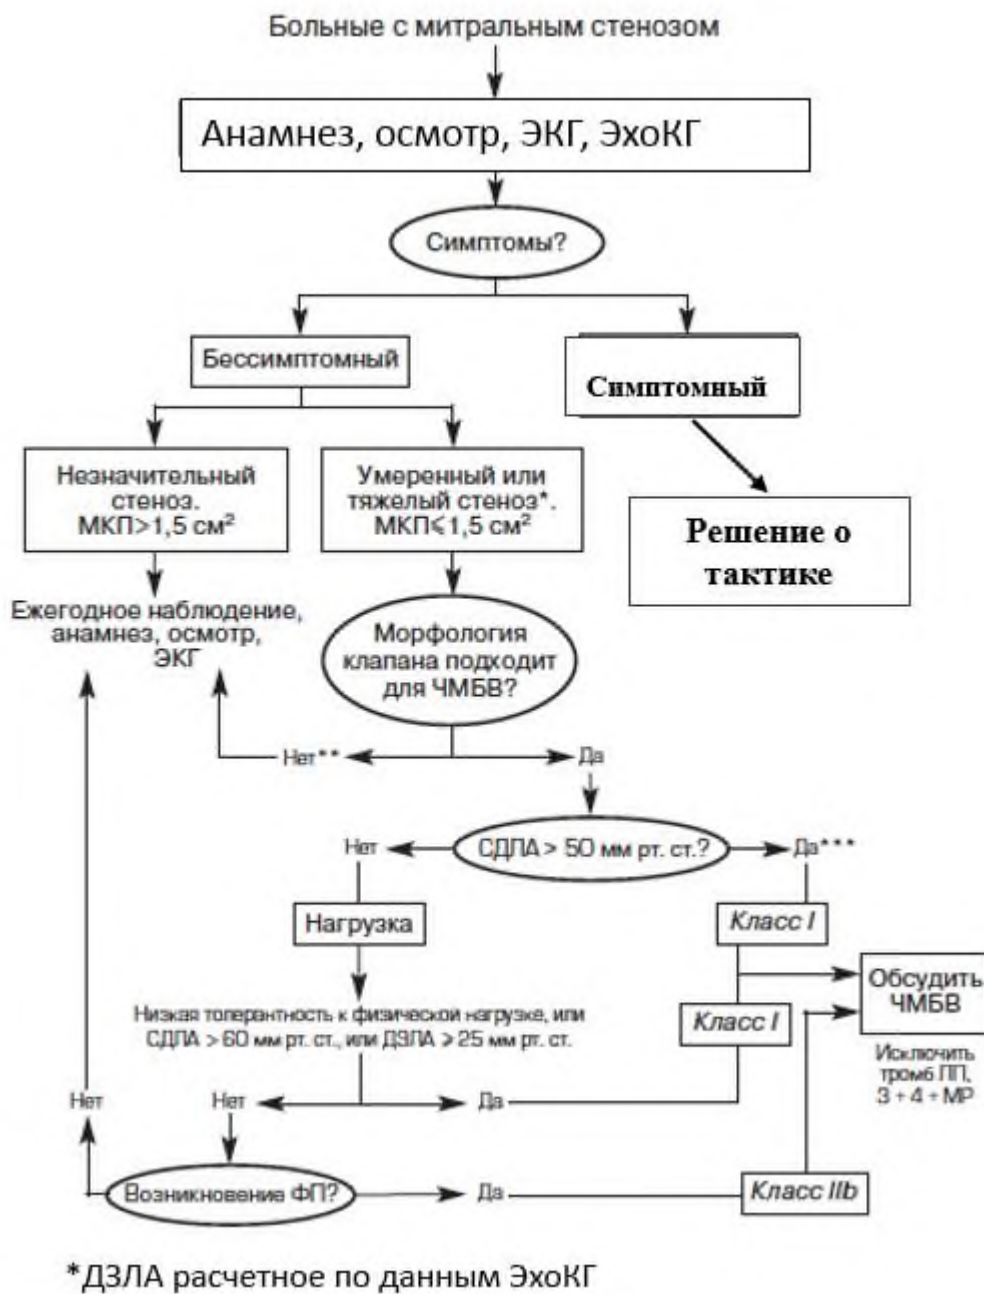 Больные с митральным стенозом
Анамнез, осмотр, ЭКГ, ЭхоКГ
Симптомы?
Бессимптомный
Симптомный
Незначительный
стеноз.
МКП>1,5 см²
Умеренный или
тяжелый стеноз*.
МКП⩽1,5 см²
Решение о
тактике
Ежегодное наблюдение,
анамнез, осмотр,
ЭКГ
Морфология
клапана подходит
для ЧМБВ?
Нет**
Да
СДЛА > 50 мм рт. ст.?
Нет
Да***
Нагрузка
Класс I
Обсудить
ЧМБВ
Низкая толерантность к физической нагрузке, или
СДЛА > 60 мм рт. ст., или ДЗЛА ⩾ 25 мм рт. ст.
Класс I
Исключить
тромб ЛП,
3 + 4 + МР
Нет
Нет
Да
Возникновение ФП?
Да
Класс IIb
*ДЗЛА расчетное по данным ЭхоКГ